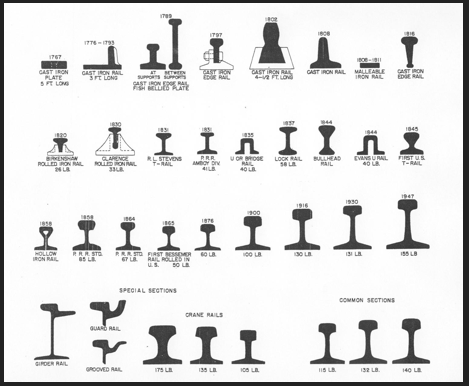 1767
CAST IRON
PLATE
5 FT. LONG
1776 – 1793
CAST IRON RAIL
3 FT. LONG
1789
AT
SUPPORTS
BETWEEN
SUPPORTS
CAST IRON EDGE RAIL
FISH BELLIED PLATE
1797
CAST IRON
EDGE RAIL
1802
CAST IRON RAIL
4-1/2 FT. LONG
1808
CAST IRON RAIL
1808-1811
MALLEABLE
IRON RAIL
1816
CAST IRON
EDGE RAIL
1820
BIRKENSHAW
ROLLED IRON RAIL
26 LB.
1830
CLARENCE
ROLLED IRON RAIL
33 LB.
1831
R. L. STEVENS
T-RAIL
1831
P.R.R.
AMBOY DIV.
41 LB.
1835
U OR BRIDGE
RAIL
40 LB.
1837
LOCK RAIL
58 LB.
1844
BULLHEAD
RAIL
1844
EVANS U RAIL
40 LB.
1845
FIRST U.S.
T-RAIL
1858
HOLLOW
IRON RAIL
1858
P. R. R. STD.
65 LB.
1864
P. R. R. STD.
67 LB.
1865
FIRST BESSEMER
RAIL ROLLED IN
U. S. 50 LB.
1876
60 LB.
1900
100 LB.
1916
130 LB.
1930
131 LB.
1947
155 LB
SPECIAL SECTIONS
COMMON SECTIONS
GIRDER RAIL
GUARD RAIL
GROOVED RAIL
CRANE RAILS
175 LB.
135 LB.
105 LB.
115 LB.
132 LB.
140 LB.